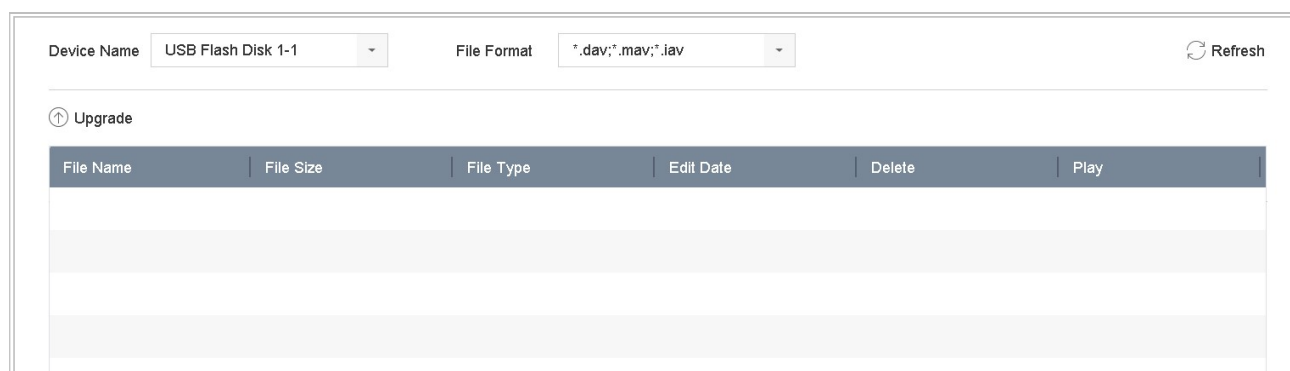 Device Name USB Flash Disk 1-1 File Format *.dav;*.mav;*.iav Refresh
Upgrade
File Name File Size File Type Edit Date Delete Play